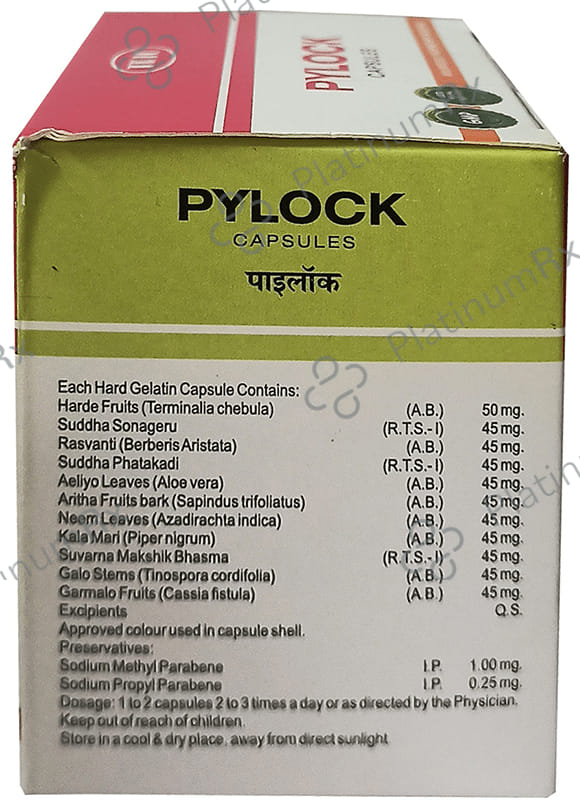 PYLOCK
CAPSULES
GMP
PYLOCK
CAPSULES
पाइलॉक
Each Hard Gelatin Capsule Contains:
Harde Fruits (Terminalia chebula) (A.B.) 50 mg.
Suddha Sonageru (R.T.S.-I) 45 mg.
Rasvanti (Berberis Aristata) (A.B.) 45 mg.
Suddha Phatakadi (R.T.S.-I) 45 mg.
Aeliyo Leaves (Aloe vera) (A.B.) 45 mg.
Aritha Fruits bark (Sapindus trifoliatus) (A.B.) 45 mg.
Neem Leaves (Azadirachta indica) (A.B.) 45 mg.
Kala Mari (Piper nigrum) (A.B.) 45 mg.
Suvarna Makshik Bhasma (R.T.S.-I) 45 mg.
Galo Stems (Tinospora cordifolia) (A.B.) 45 mg.
Garmalo Fruits (Cassia fistula) (A.B.) 45 mg.
Excipients Q.S.
Approved colour used in capsule shell.
Preservatives:
Sodium Methyl Parabene I.P. 1.00 mg.
Sodium Propyl Parabene I.P. 0.25 mg.
Dosage: 1 to 2 capsules 2 to 3 times a day or as directed by the Physician.
Keep out of reach of children.
Store in a cool & dry place, away from direct sunlight
PlatinumRx